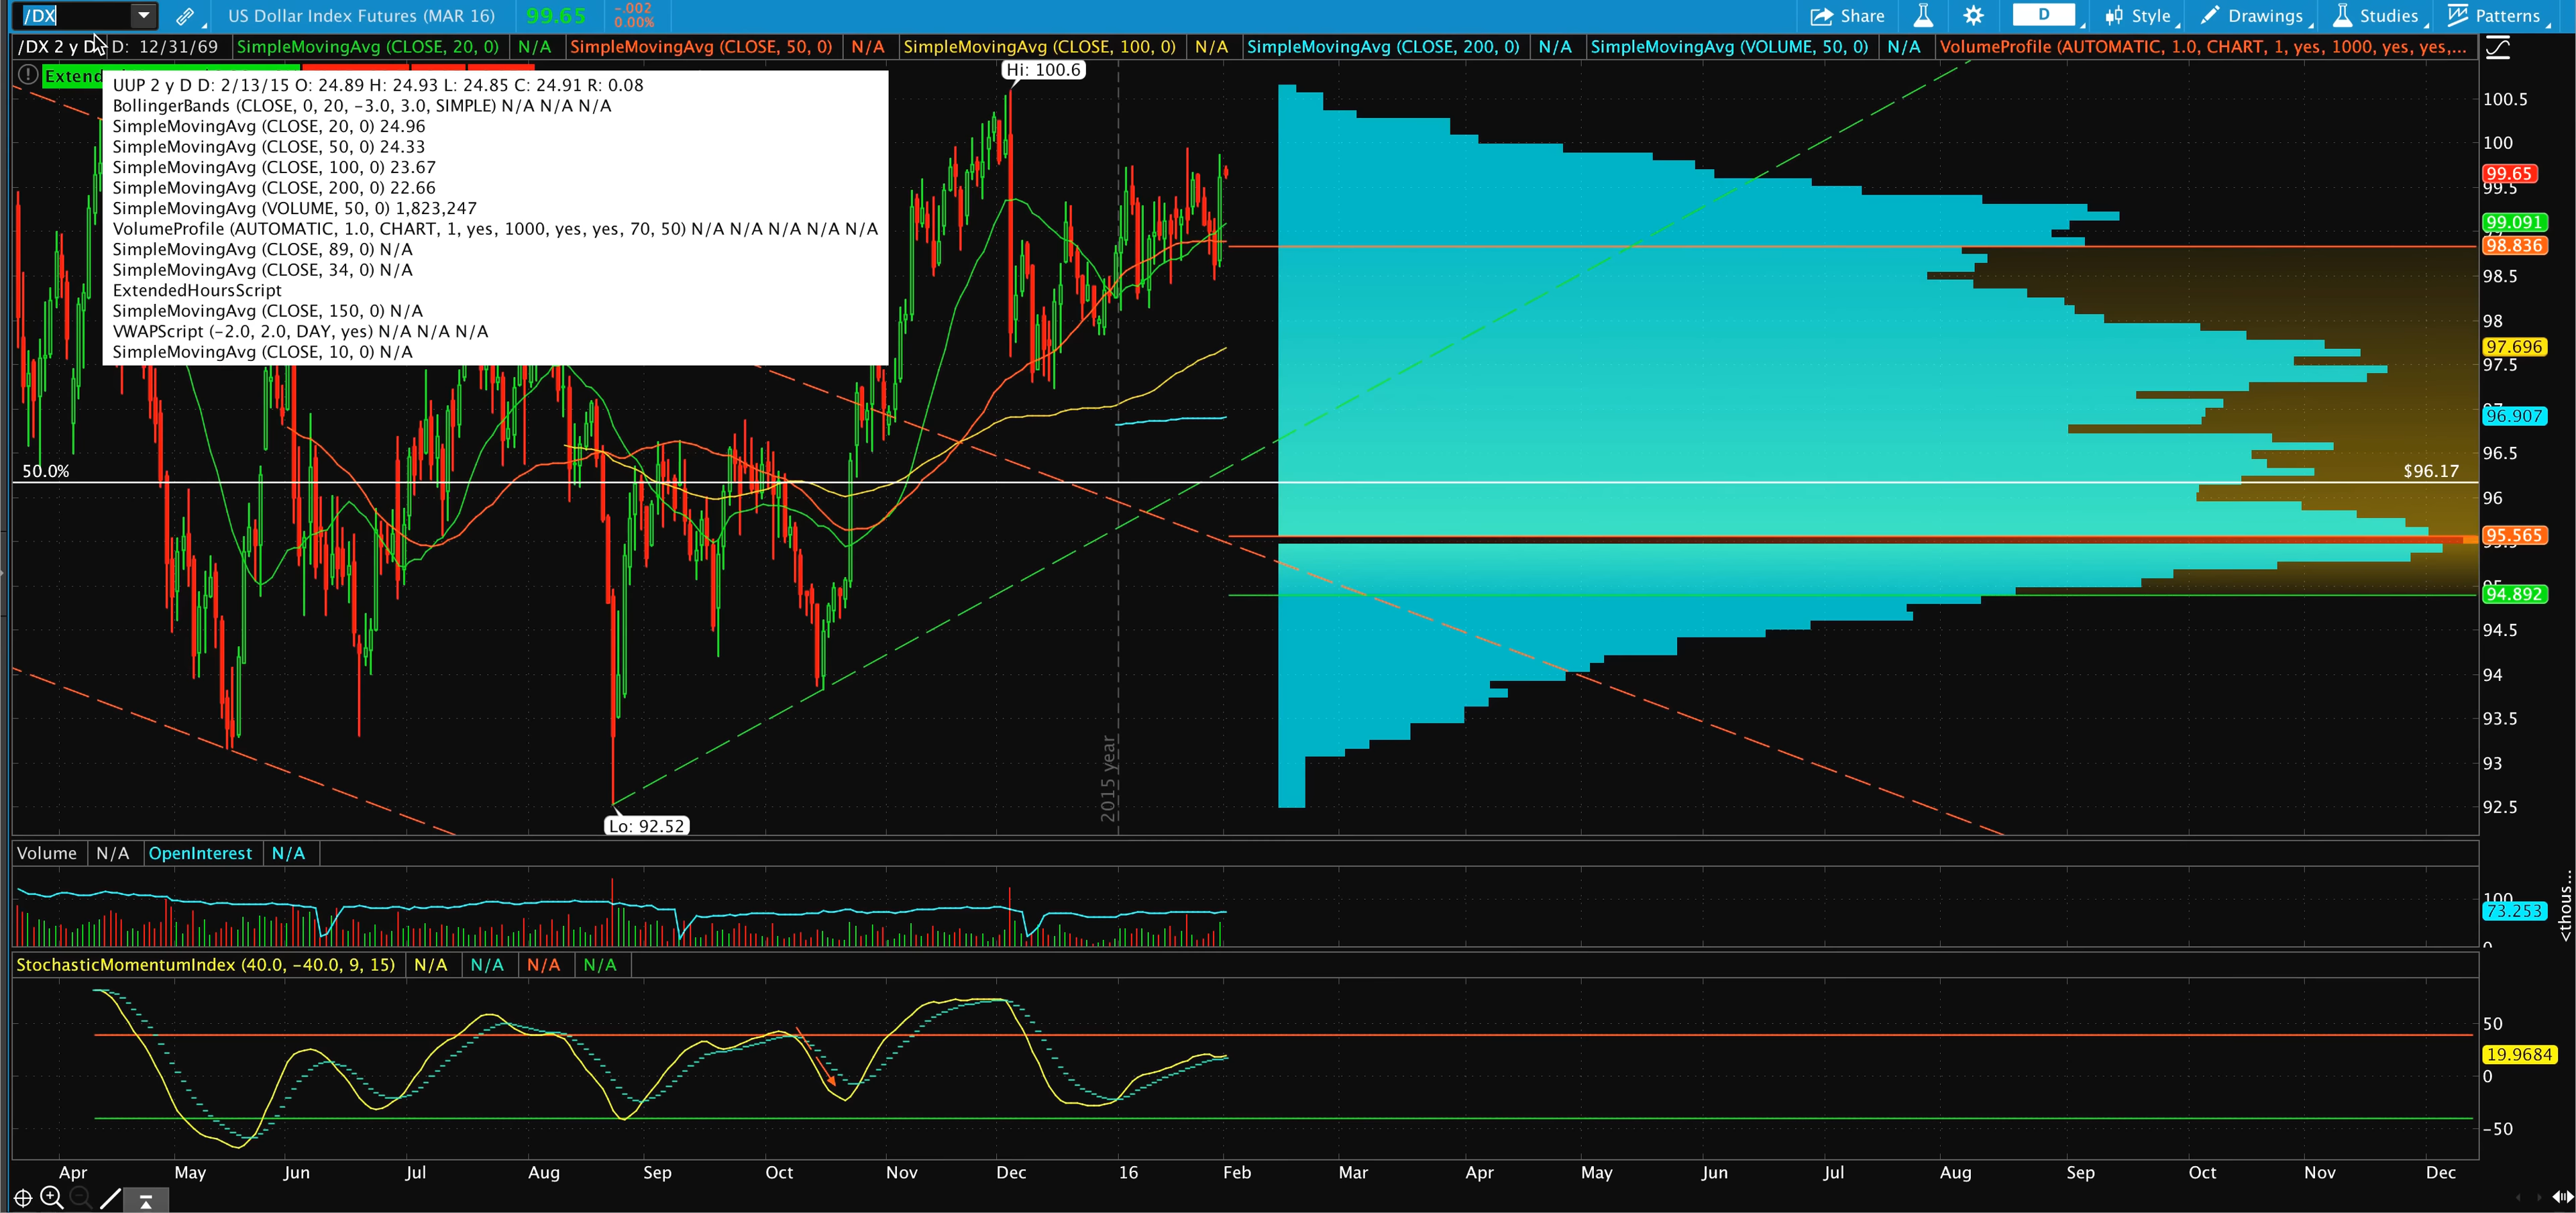 /DX US Dollar Index Futures (MAR 16) 99.65 -.002 0.00% Share D Style Drawings Studies Patterns
/DX 2 y D D: 12/31/69 SimpleMovingAvg (CLOSE, 20, 0) N/A SimpleMovingAvg (CLOSE, 50, 0) N/A SimpleMovingAvg (CLOSE, 100, 0) N/A SimpleMovingAvg (CLOSE, 200, 0) N/A SimpleMovingAvg (VOLUME, 50, 0) N/A VolumeProfile (AUTOMATIC, 1.0, CHART, 1, yes, 1000, yes, yes,...
Extend
Hi: 100.6
UUP 2 y D D: 2/13/15 O: 24.89 H: 24.93 L: 24.85 C: 24.91 R: 0.08
BollingerBands (CLOSE, 0, 20, -3.0, 3.0, SIMPLE) N/A N/A N/A
SimpleMovingAvg (CLOSE, 20, 0) 24.96
SimpleMovingAvg (CLOSE, 50, 0) 24.33
SimpleMovingAvg (CLOSE, 100, 0) 23.67
SimpleMovingAvg (CLOSE, 200, 0) 22.66
SimpleMovingAvg (VOLUME, 50, 0) 1,823,247
VolumeProfile (AUTOMATIC, 1.0, CHART, 1, yes, 1000, yes, yes, 70, 50) N/A N/A N/A N/A N/A
SimpleMovingAvg (CLOSE, 89, 0) N/A
SimpleMovingAvg (CLOSE, 34, 0) N/A
ExtendedHoursScript
SimpleMovingAvg (CLOSE, 150, 0) N/A
VWAPScript (-2.0, 2.0, DAY, yes) N/A N/A N/A
SimpleMovingAvg (CLOSE, 10, 0) N/A
100.5
100
99.65
99.5
99.091
98.836
98.5
98
97.696
97.5
96.907
96.5
50.0%
$96.17
96
95.565
94.892
94.5
94
93.5
93
92.5
2015 year
Lo: 92.52
Volume N/A OpenInterest N/A
100
73.253
0
<thous...
StochasticMomentumIndex (40.0, -40.0, 9, 15) N/A N/A N/A N/A
50
19.9684
0
-50
Apr May Jun Jul Aug Sep Oct Nov Dec 16 Feb Mar Apr May Jun Jul Aug Sep Oct Nov Dec